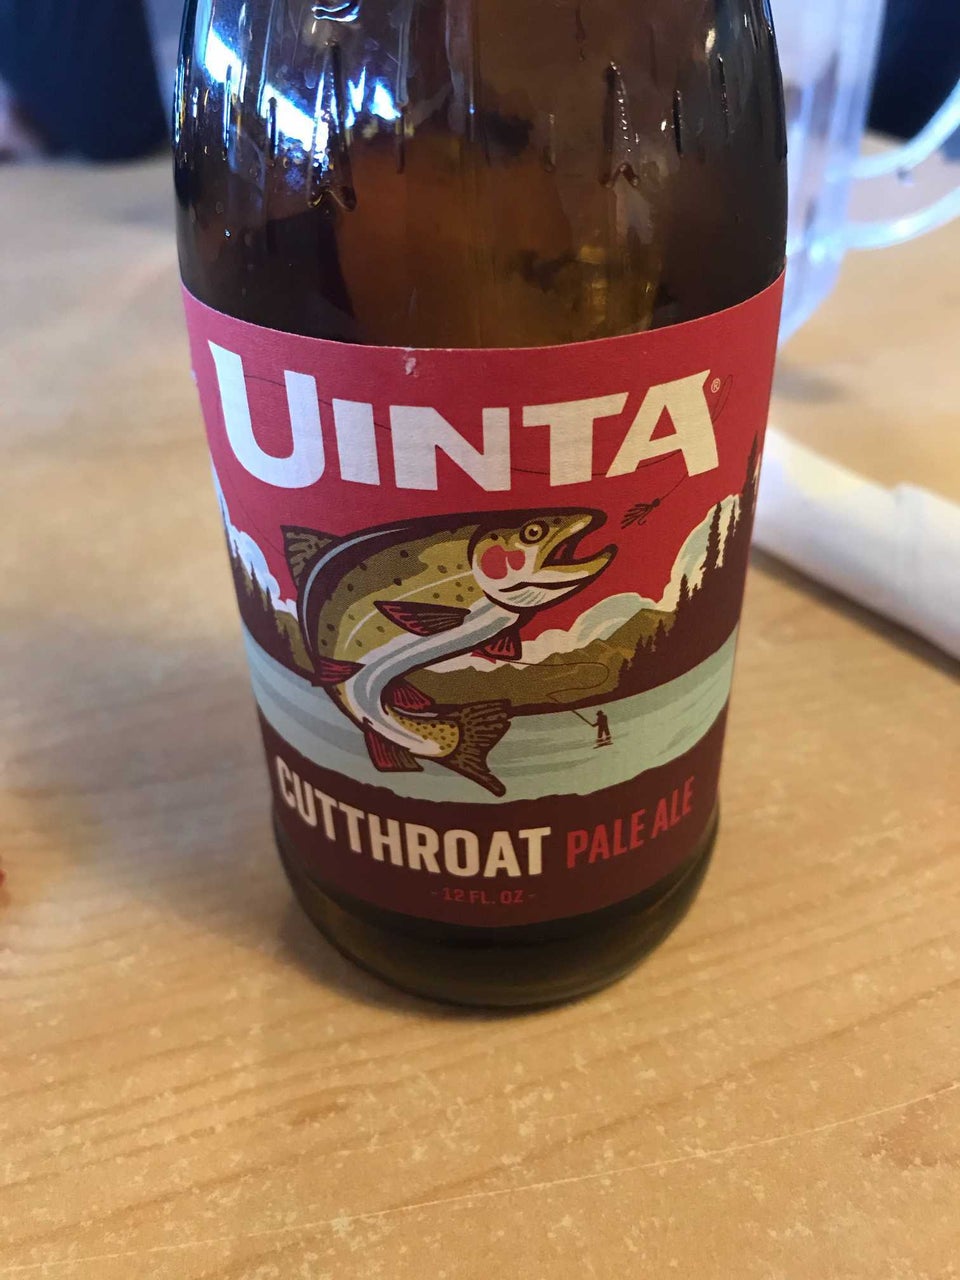 UINTA®
CUTTHROAT PALE ALE
- 12 FL. OZ -